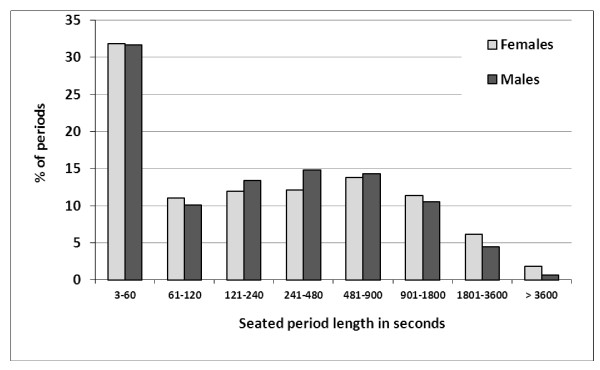 35
30
25
20
15
10
5
0
% of periods
Females
Males
3-60 61-120 121-240 241-480 481-900 901-1800 1801-3600 > 3600
Seated period length in seconds